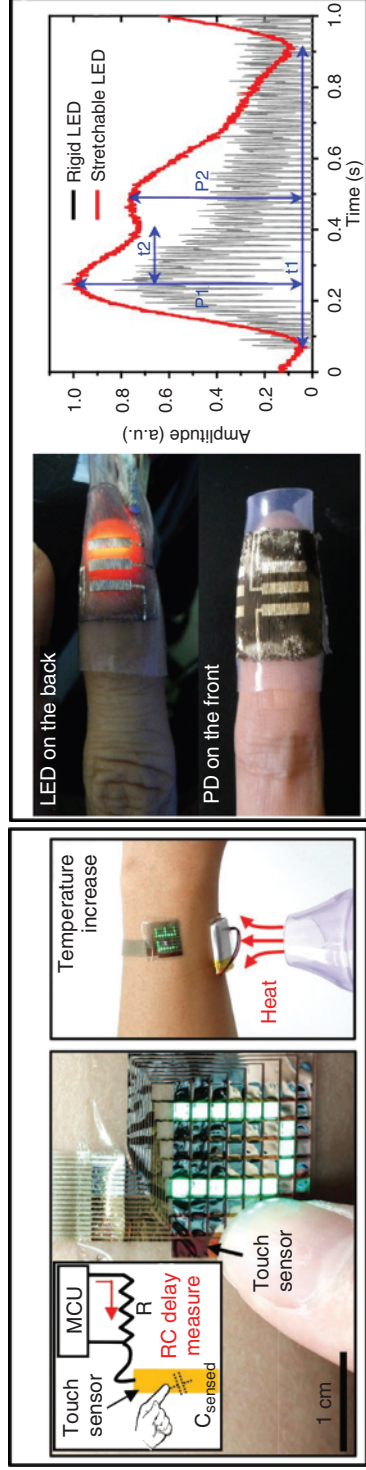 Touch
sensor
MCU
R
RC delay
measure
C sensed
Touch
sensor
1 cm
Temperature
increase
Heat
LED on the back
PD on the front
Amplitude (a.u.)
1.0
0.8
0.6
0.4
0.2
0
0
0.2
0.4
0.6
0.8
1.0
Time (s)
Rigid LED
Stretchable LED
P1
t2
P2
t1